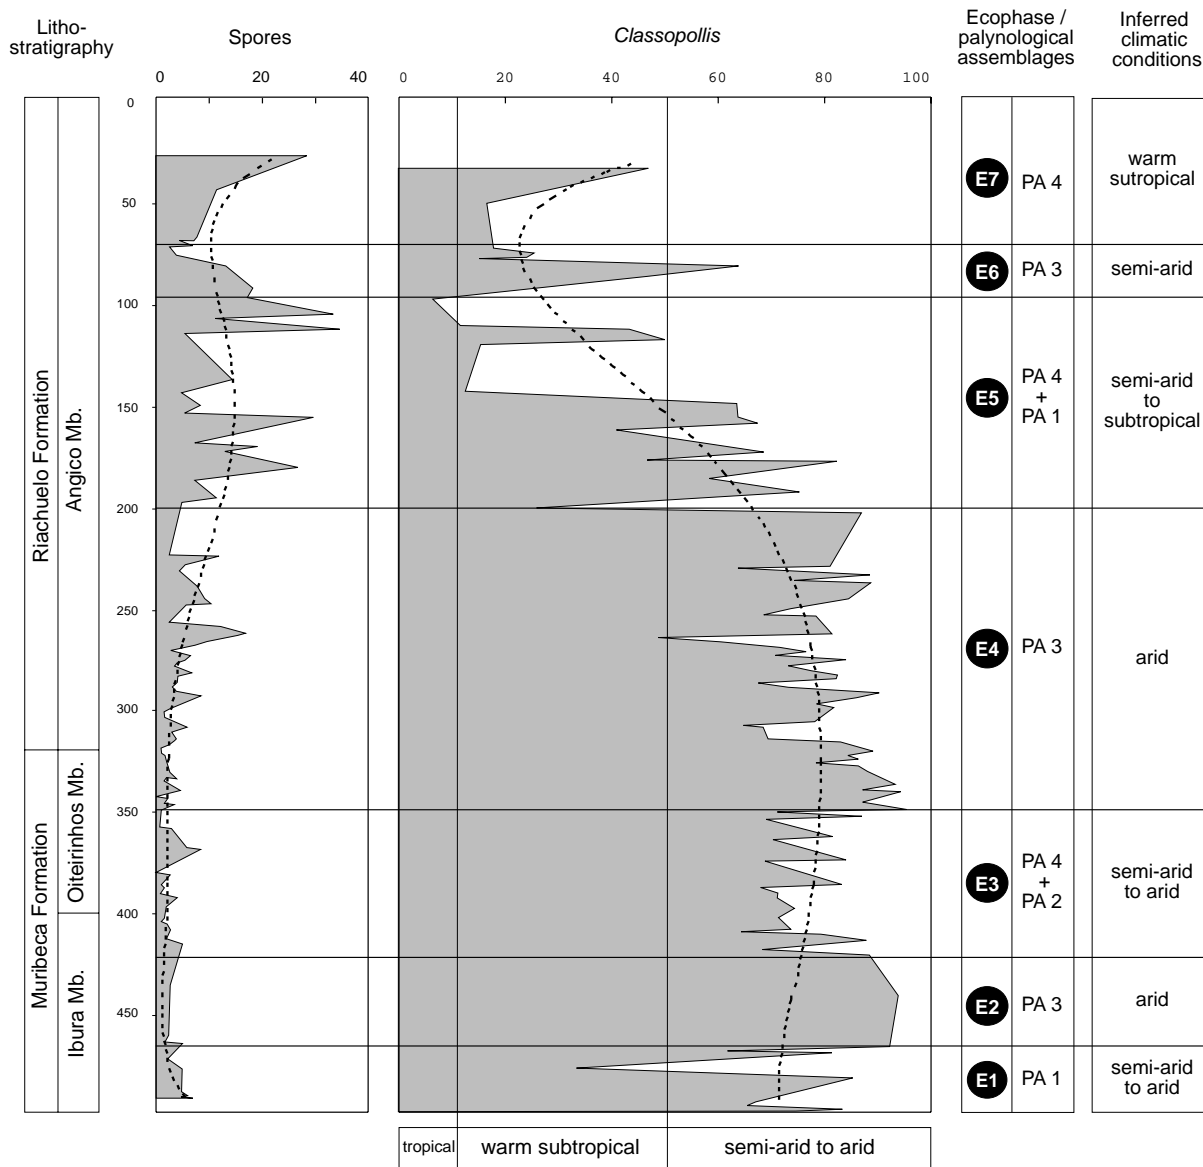 Litho-
stratigraphy
Spores
Classopollis
Ecophase /
palynological
assemblages
Inferred
climatic
conditions
0 20 40
0 20 40 60 80 100
0
50
100
150
200
250
300
350
400
450
Riachuelo Formation
Angico Mb.
Muribeca Formation
Oiteirinhos Mb.
Ibura Mb.
E7 PA 4
warm
sutropical
E6 PA 3
semi-arid
E5
PA 4
+
PA 1
semi-arid
to
subtropical
E4 PA 3
arid
E3
PA 4
+
PA 2
semi-arid
to arid
E2 PA 3
arid
E1 PA 1
semi-arid
to arid
tropical warm subtropical semi-arid to arid